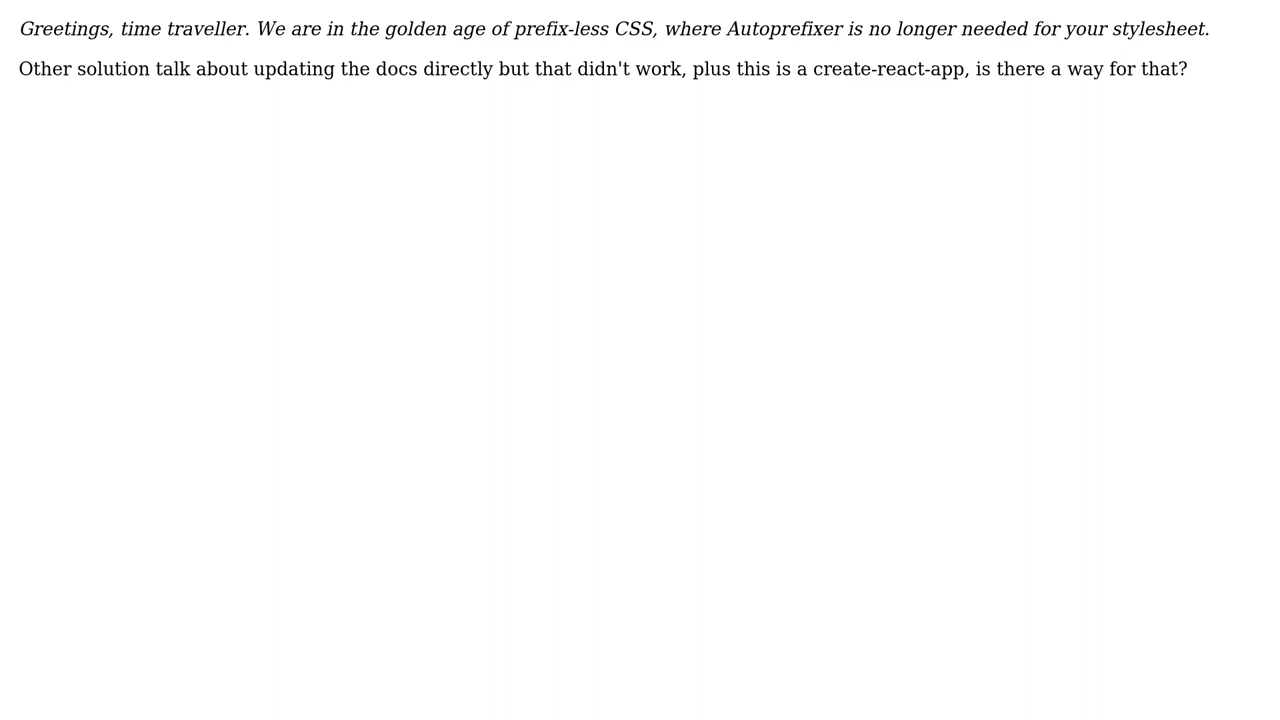 Greetings, time traveller. We are in the golden age of prefix-less CSS, where Autoprefixer is no longer needed for your stylesheet.
Other solution talk about updating the docs directly but that didn't work, plus this is a create-react-app, is there a way for that?